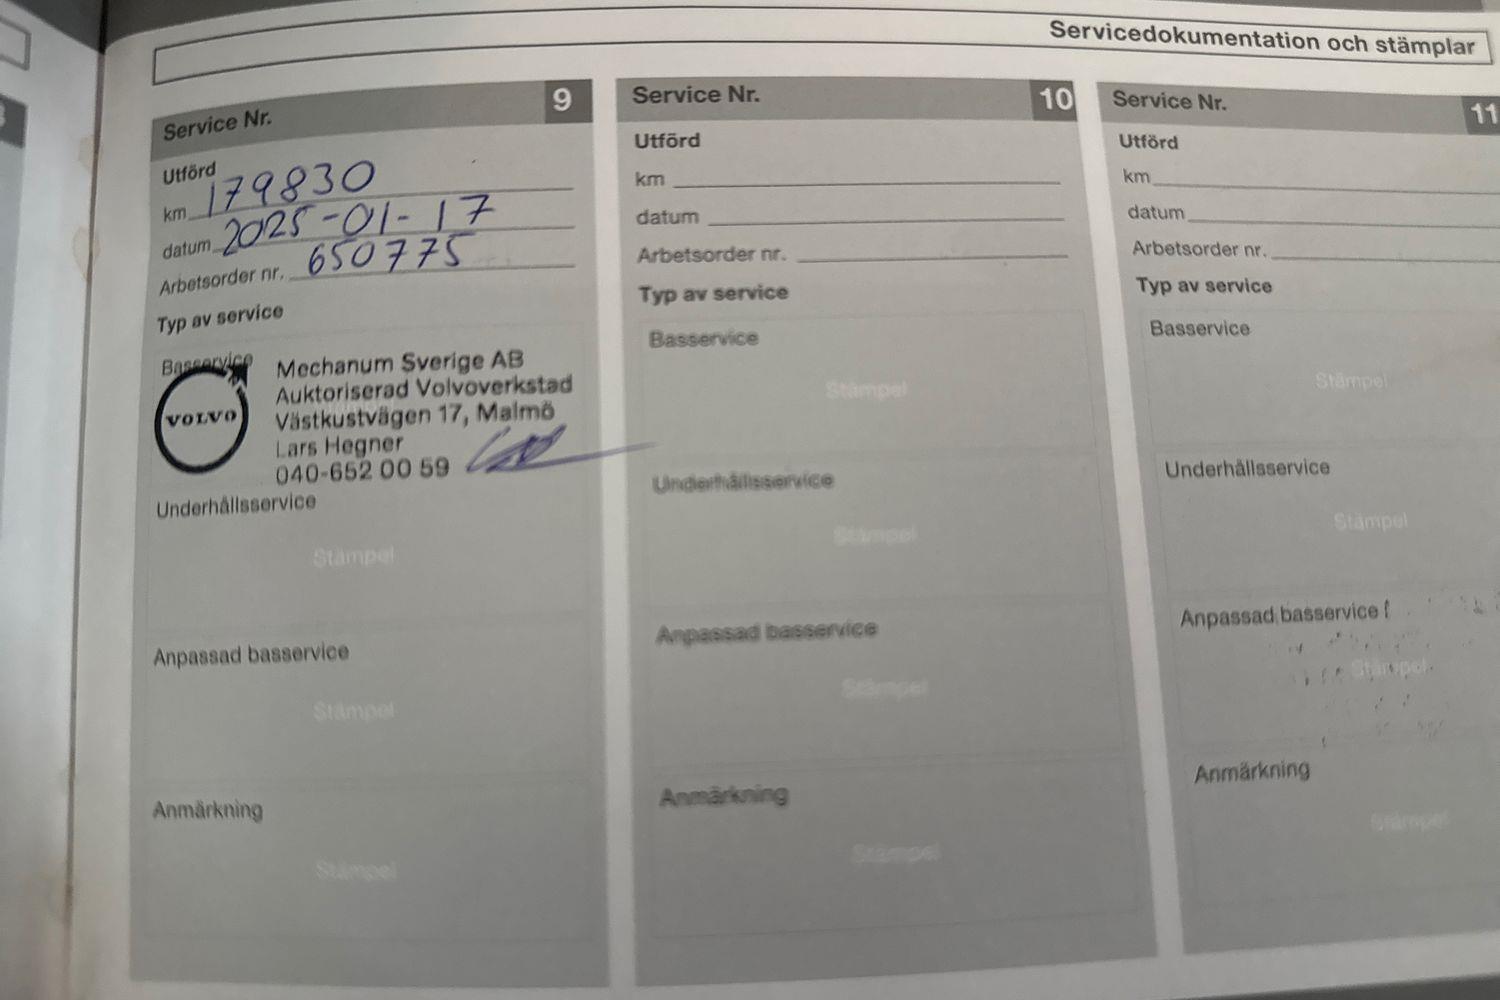 Servicedokumentation och stämplar
Service Nr. 9
Utförd
km 179830
datum 2025-01-17
Arbetsorder nr. 650775
Typ av service
Basservice
VOLVO
Mechanum Sverige AB
Auktoriserad Volvoverkstad
Västkustvägen 17, Malmö
Lars Hegner
040-652 00 59
Underhållsservice
Stämpel
Anpassad basservice
Stämpel
Anmärkning
Stämpel
Service Nr. 10
Utförd
km
datum
Arbetsorder nr.
Typ av service
Basservice
Stämpel
Underhållsservice
Stämpel
Anpassad basservice
Stämpel
Anmärkning
Stämpel
Service Nr. 11
Utförd
km
datum
Arbetsorder nr.
Typ av service
Basservice
Stämpel
Underhållsservice
Stämpel
Anpassad basservice
Stämpel
Anmärkning
Stämpel